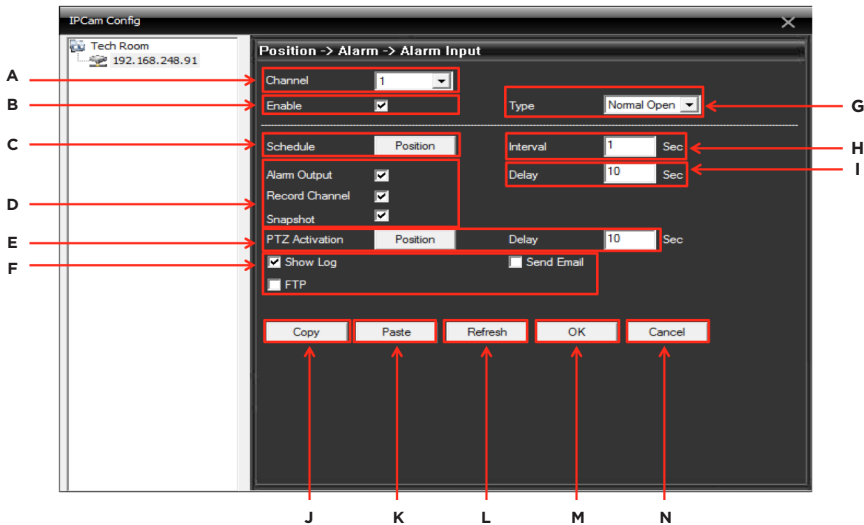 IPCam Config
Tech Room
192.168.248.91
Position -> Alarm -> Alarm Input
A Channel 1
B Enable Type Normal Open G
C Schedule Position Interval 1 Sec H
Alarm Output Delay 10 Sec I
D Record Channel
Snapshot
E PTZ Activation Position Delay 10 Sec
F Show Log Send Email
FTP
Copy Paste Refresh OK Cancel
J K L M N